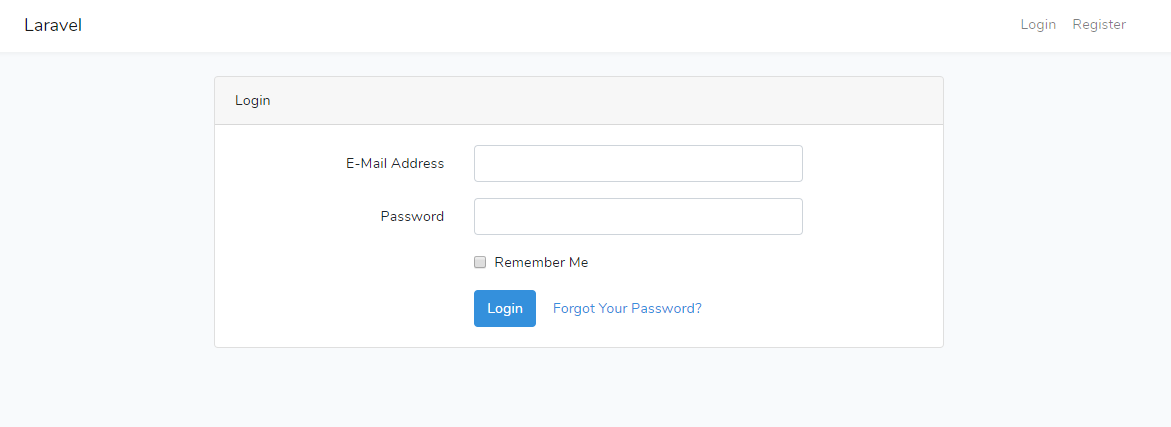 Laravel
Login Register
Login
E-Mail Address
Password
Remember Me
Login Forgot Your Password?